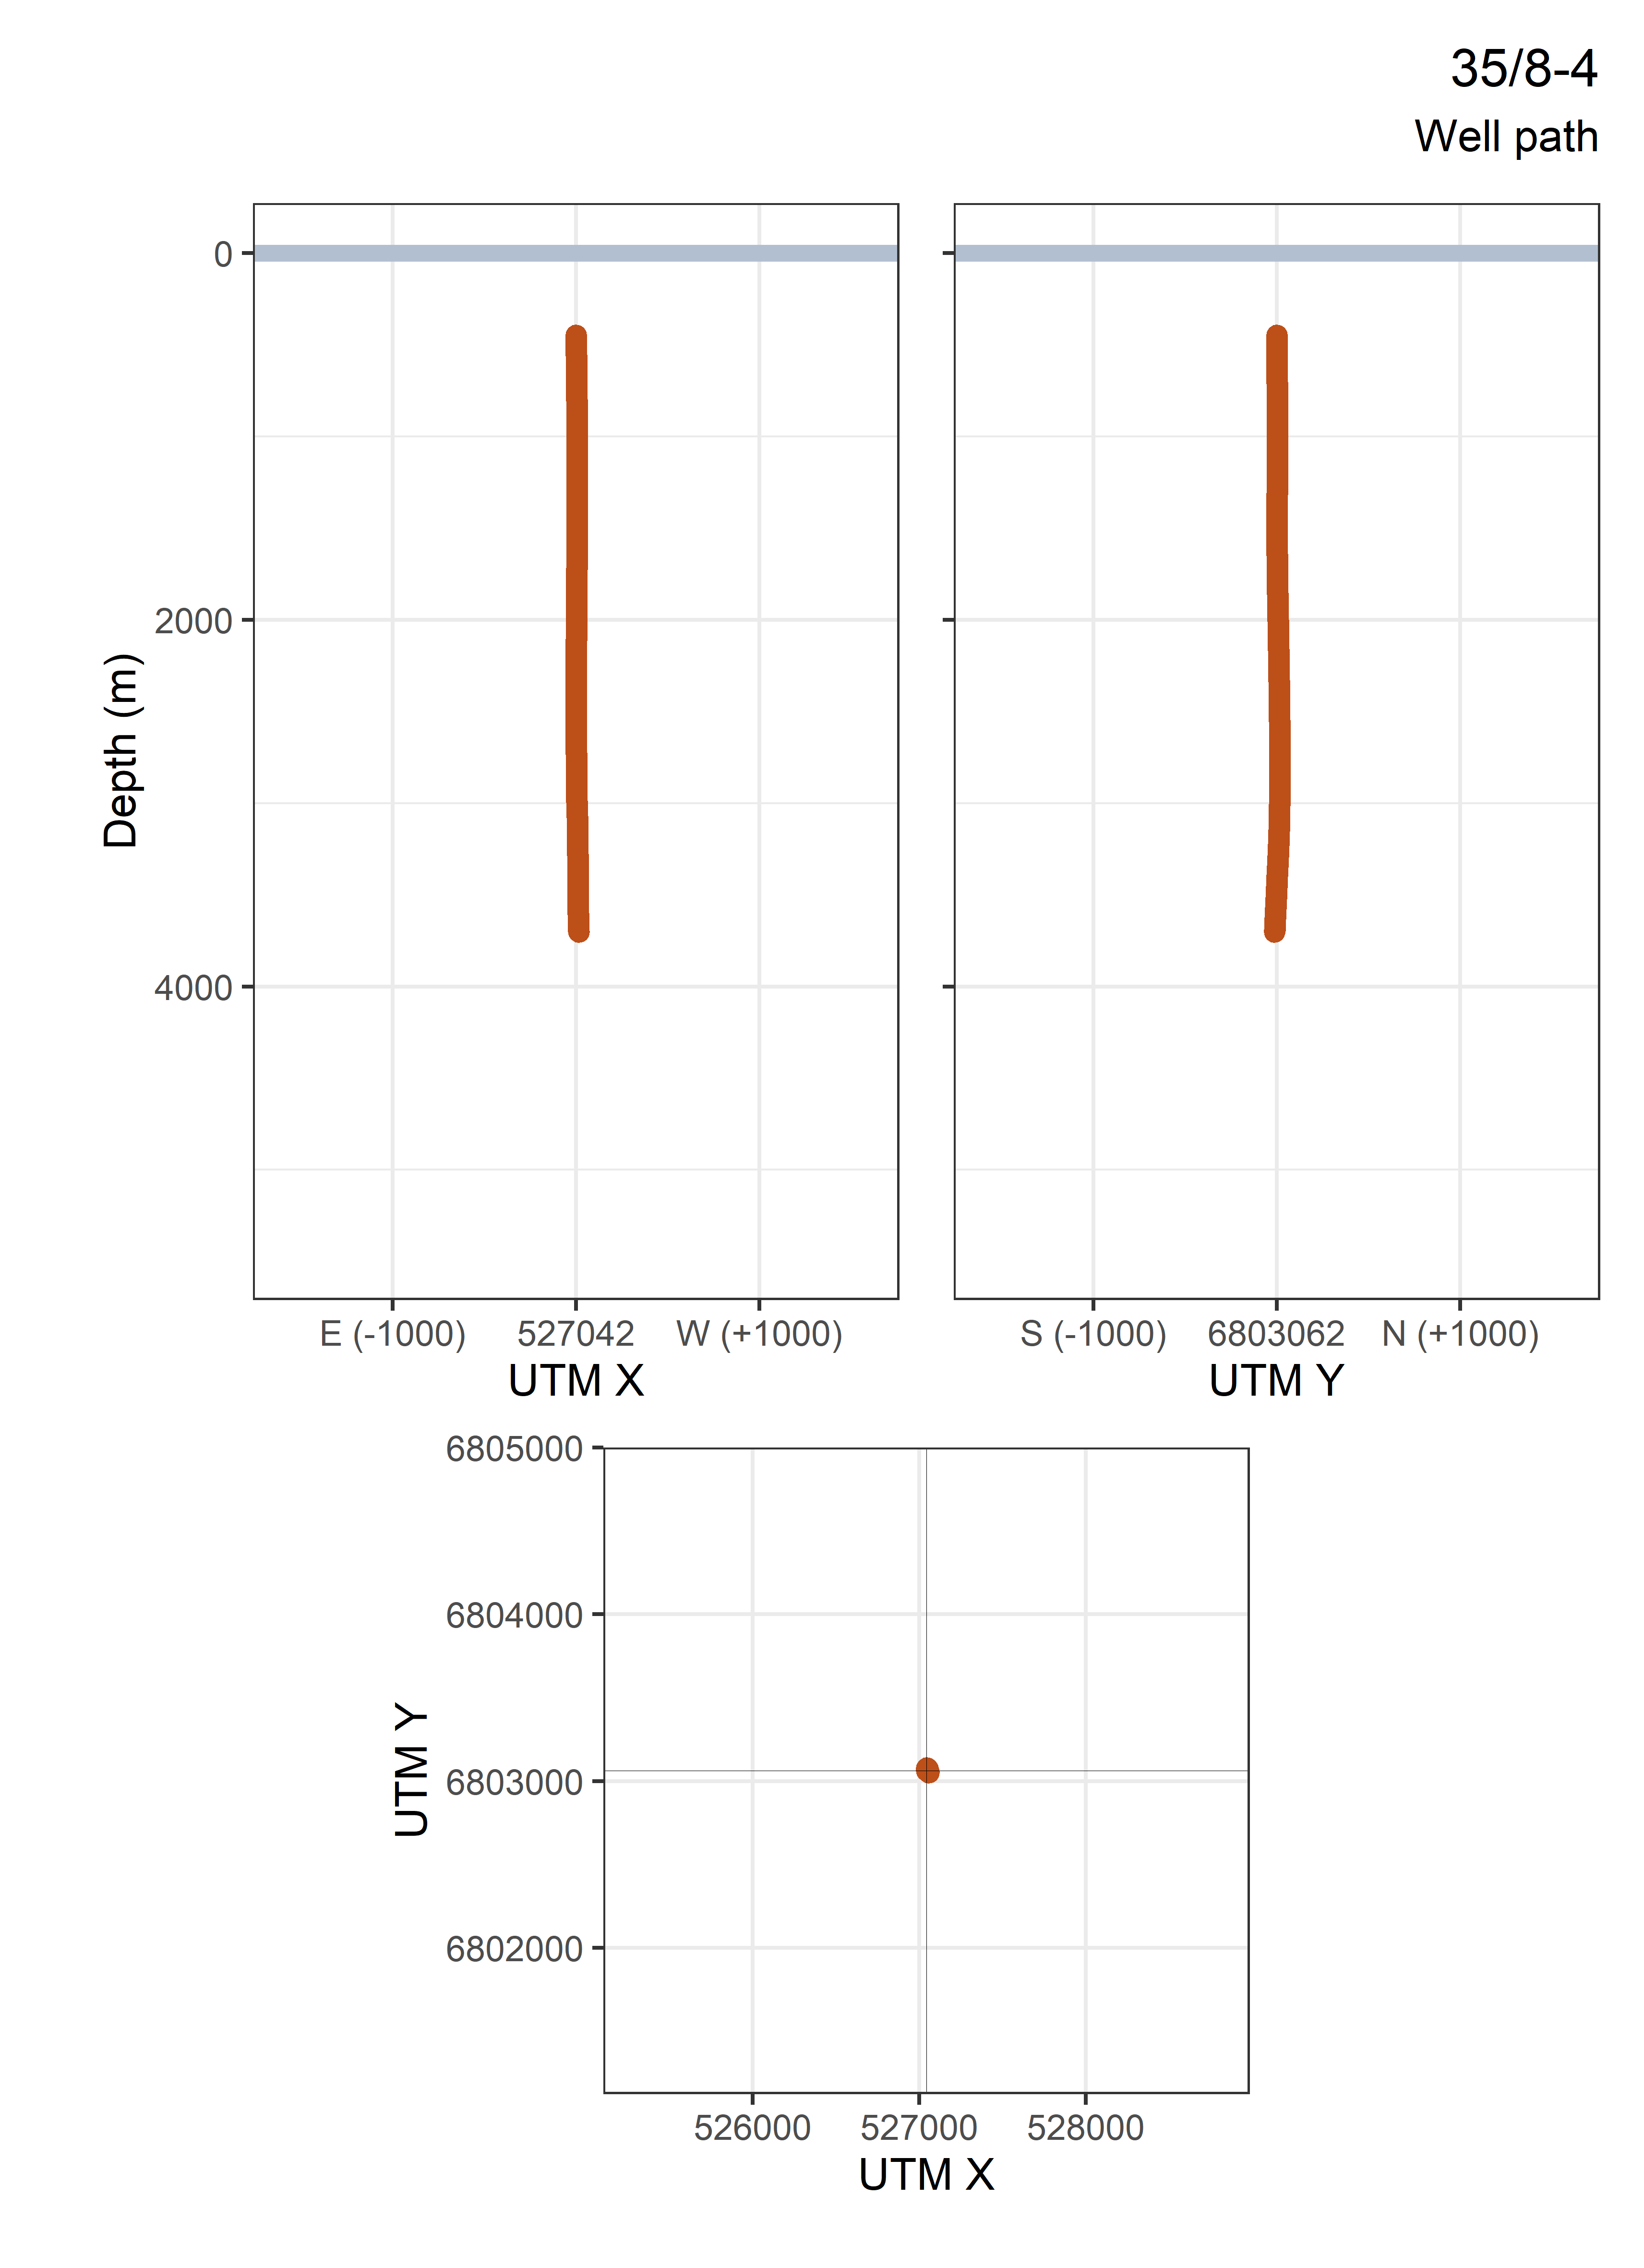 35/8-4
Well path
Depth (m)
0
2000
4000
E (-1000) 527042 W (+1000)
UTM X
S (-1000) 6803062 N (+1000)
UTM Y
UTM Y
6805000
6804000
6803000
6802000
526000 527000 528000
UTM X